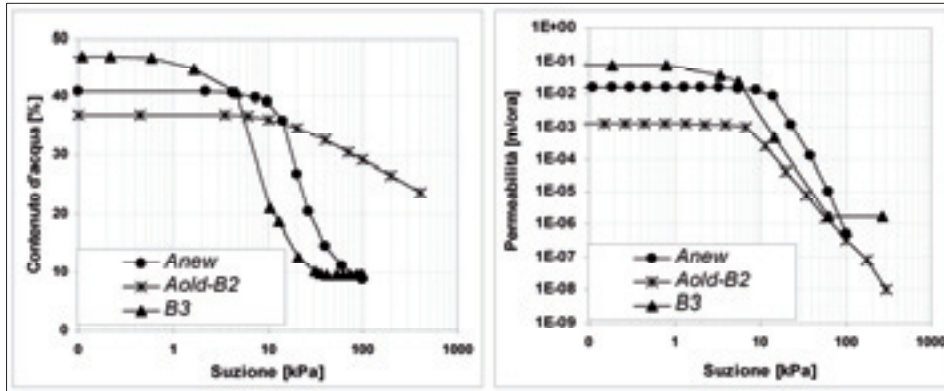 50
40
30
20
10
0
Contenuto d'acqua [%]
Anew
Aold-B2
B3
0 1 10 100 1000
Suzione [kPa]
1E+00
1E-01
1E-02
1E-03
1E-04
1E-05
1E-06
1E-07
1E-08
1E-09
Permeabilità [m/ora]
Anew
Aold-B2
B3
0 1 10 100 1000
Suzione [kPa]